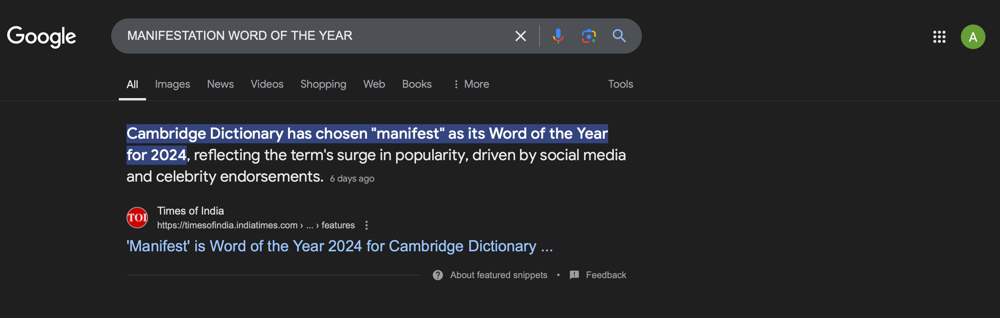 Google
MANIFESTATION WORD OF THE YEAR
A
All Images News Videos Shopping Web Books More Tools
Cambridge Dictionary has chosen "manifest" as its Word of the Year
for 2024, reflecting the term's surge in popularity, driven by social media
and celebrity endorsements. 6 days ago
TOI
Times of India
https://timesofindia.indiatimes.com › ... › features
'Manifest' is Word of the Year 2024 for Cambridge Dictionary ...
About featured snippets • Feedback